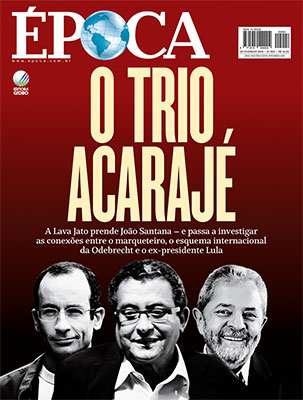 ÉPOCA
www.epoca.com.br
EDITORA
GLOBO
O TRIO
ACARAJÉ
A Lava Jato prende João Santana – e passa a investigar
as conexões entre o marqueteiro, o esquema internacional
da Odebrecht e o ex-presidente Lula